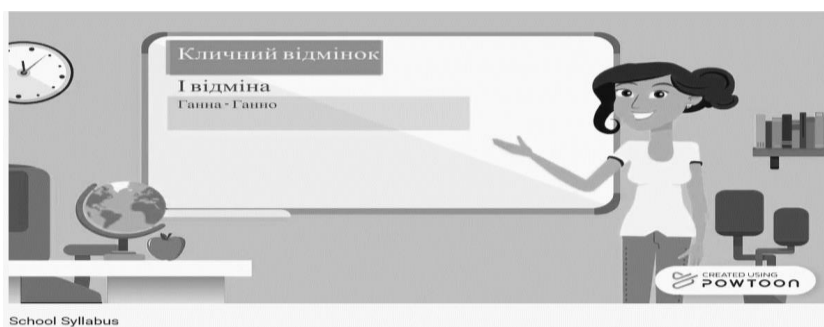 Кличний відмінок
І відміна
Ганна - Ганно
CREATED USING
POWTOON
School Syllabus